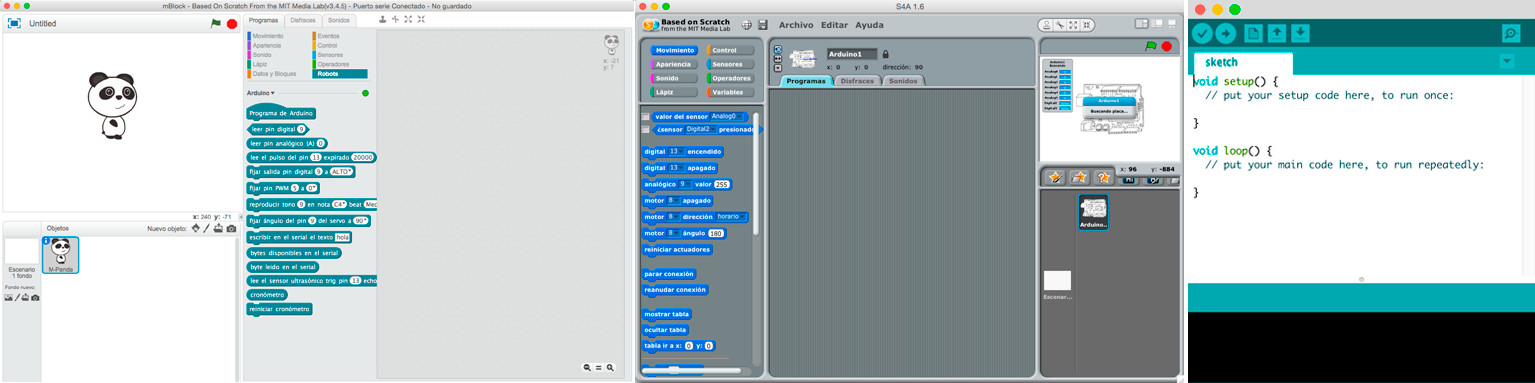 mBlock - Based On Scratch From the MIT Media Lab(v3.4.5) - Puerto serie Conectado - No guardado
Untitled
x: 240 y: -71
Objetos
Nuevo objeto:
Escenario
1 fondo
Fondo nuevo:
M-Panda
Programas Disfraces Sonidos
Movimiento Eventos
Apariencia Control
Sonido Sensores
Lápiz Operadores
Datos y Bloques Robots
Arduino
Programa de Arduino
leer pin digital 9
leer pin analógico (A) 0
lee el pulso del pin 13 expirado 20000
fijar salida pin digital 9 a ALTO
fijar pin PWM 5 a 0
reproducir tono 9 en nota C4 beat
fijar ángulo del pin 9 del servo a 90
escribir en el serial el texto hola
bytes disponibles en el serial
byte leido en el serial
lee el sensor ultrasónico trig pin 13 echo
cronómetro
reiniciar cronómetro
x: -21
y: 7
S4A 1.6
Based on Scratch
from the MIT Media Lab
Archivo Editar Ayuda
Movimiento Control
Apariencia Sensores
Sonido Operadores
Lápiz Variables
valor del sensor Analog0
¿sensor Digital2 presionado
digital 13 encendido
digital 13 apagado
analógico 9 valor 255
motor 8 apagado
motor 8 dirección horario
motor 8 ángulo 180
reiniciar actuadores
parar conexión
reanudar conexión
mostrar tabla
ocultar tabla
tabla ir a x: 0 y: 0
Arduino1
x: 0 y: 0 dirección: 90
Programas Disfraces Sonidos
Arduino1
Buscando placa...
x: 96 y: -884
Arduino..
Escenar...
sketch
void setup() {
// put your setup code here, to run once:
}
void loop() {
// put your main code here, to run repeatedly:
}